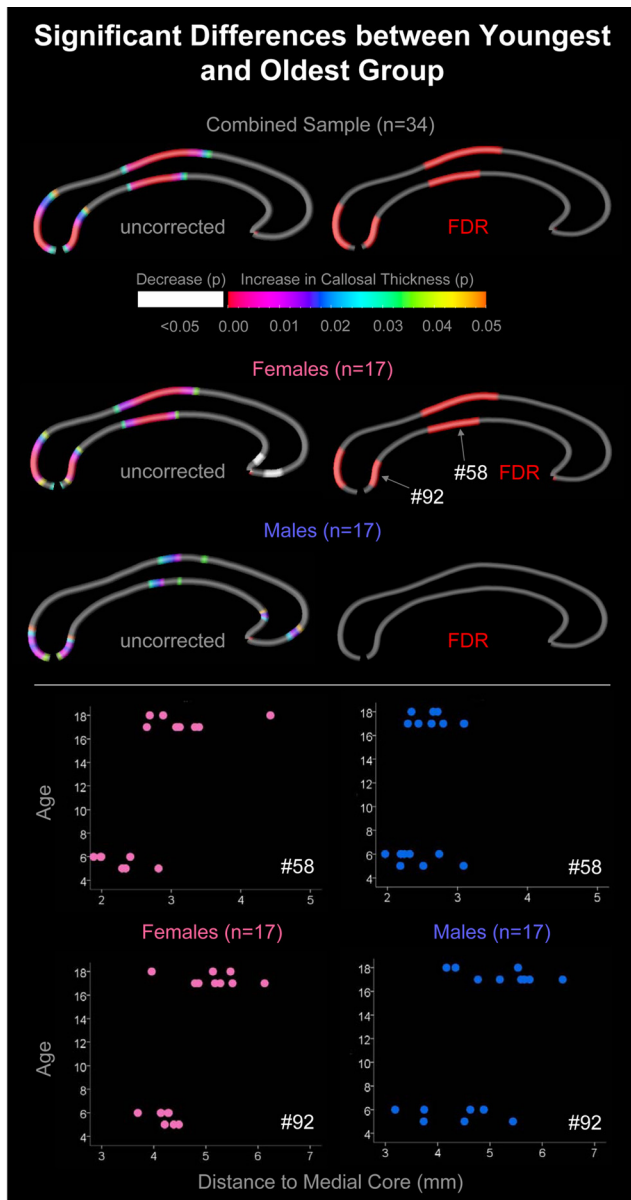 Significant Differences between Youngest
and Oldest Group
Combined Sample (n=34)
uncorrected
FDR
Decrease (p) Increase in Callosal Thickness (p)
<0.05 0.00 0.01 0.02 0.03 0.04 0.05
Females (n=17)
uncorrected
#58
FDR
#92
Males (n=17)
uncorrected
FDR
Age
18
16
14
12
10
8
6
4
#58
2 3 4 5
18
16
14
12
10
8
6
4
#58
2 3 4 5
Females (n=17) Males (n=17)
Age
18
16
14
12
10
8
6
4
#92
3 4 5 6 7
18
16
14
12
10
8
6
4
#92
3 4 5 6 7
Distance to Medial Core (mm)